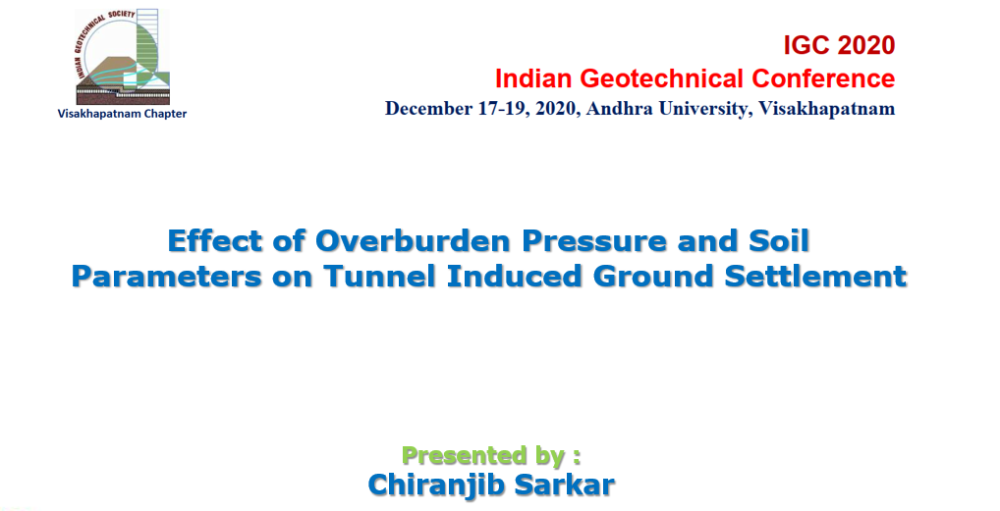 INDIAN GEOTECHNICAL SOCIETY
Visakhapatnam Chapter
IGC 2020
Indian Geotechnical Conference
December 17-19, 2020, Andhra University, Visakhapatnam
Effect of Overburden Pressure and Soil
Parameters on Tunnel Induced Ground Settlement
Presented by :
Chiranjib Sarkar